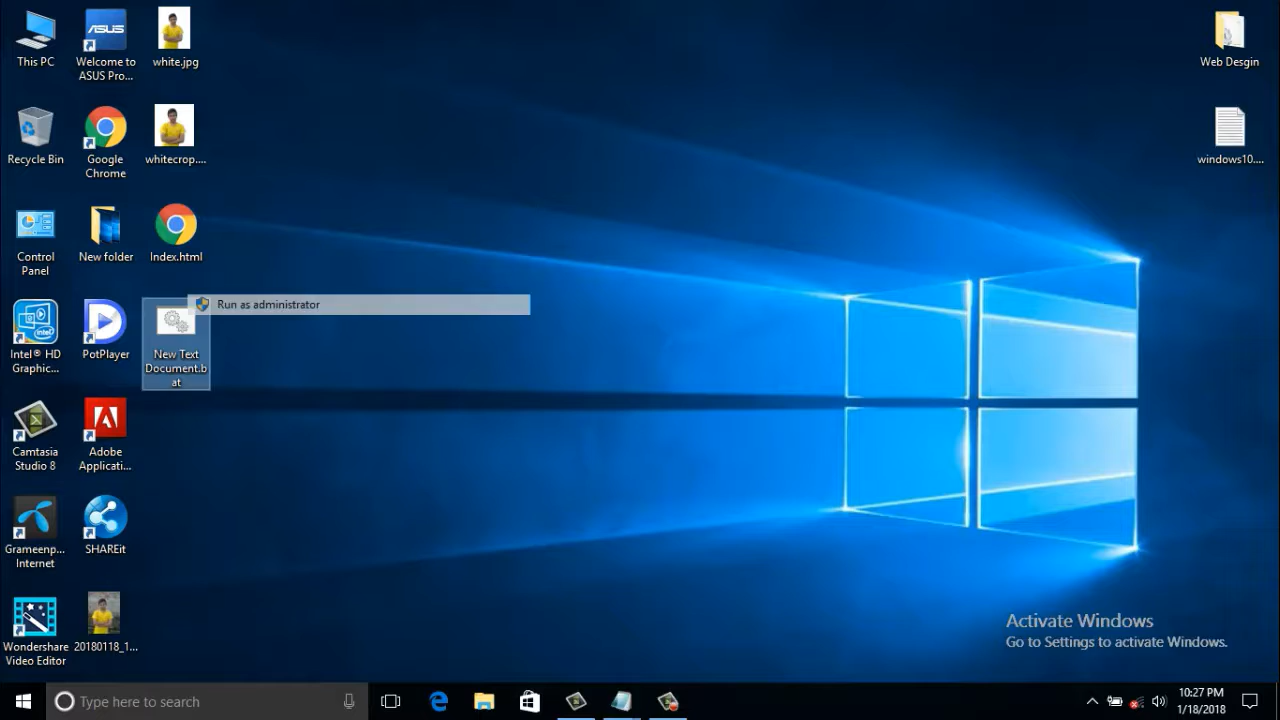 This PC
ASUS
Welcome to
ASUS Pro...
white.jpg
Web Desgin
Recycle Bin
Google
Chrome
whitecrop....
windows10....
Control
Panel
New folder
Index.html
Run as administrator
intel
Intel® HD
Graphic...
PotPlayer
New Text
Document.b
at
Camtasia
Studio 8
Adobe
Applicati...
Grameenp...
Internet
SHAREit
Wondershare
Video Editor
20180118_1...
Activate Windows
Go to Settings to activate Windows.
Type here to search
10:27 PM
1/18/2018